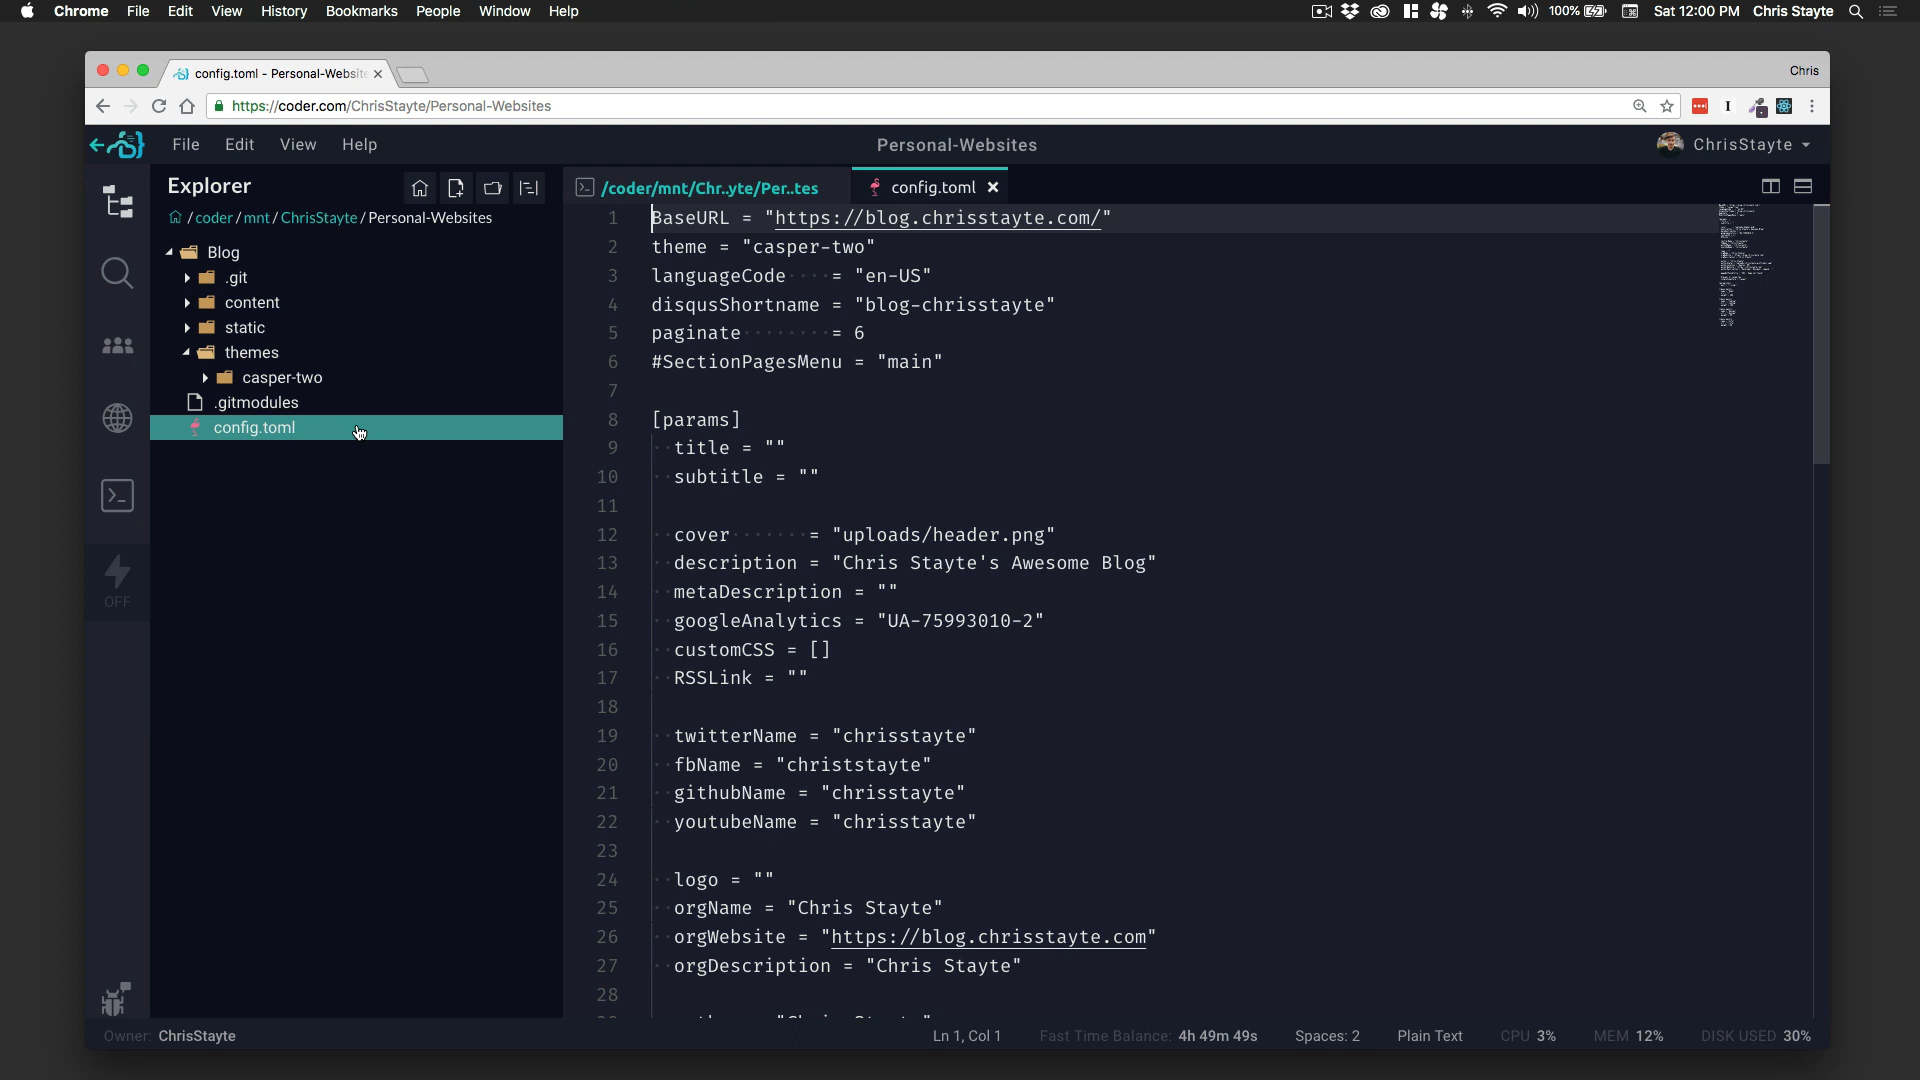 Chrome File Edit View History Bookmarks People Window Help
100% Sat 12:00 PM Chris Stayte
config.toml - Personal-Website
Chris
https://coder.com/ChrisStayte/Personal-Websites
File Edit View Help
Personal-Websites
ChrisStayte
Explorer
/coder/mnt/Chr..yte/Per..tes
config.toml
/ coder / mnt / ChrisStayte / Personal-Websites
Blog
.git
content
static
themes
casper-two
.gitmodules
config.toml
OFF
1 BaseURL = "https://blog.chrisstayte.com/"
2 theme = "casper-two"
3 languageCode ···· = "en-US"
4 disqusShortname = "blog-chrisstayte"
5 paginate ········ = 6
6 #SectionPagesMenu = "main"
7
8 [params]
9 ··title = ""
10 ··subtitle = ""
11
12 ··cover ······· = "uploads/header.png"
13 ··description = "Chris Stayte's Awesome Blog"
14 ··metaDescription = ""
15 ··googleAnalytics = "UA-75993010-2"
16 ··customCSS = []
17 ··RSSLink = ""
18
19 ··twitterName = "chrisstayte"
20 ··fbName = "christstayte"
21 ··githubName = "chrisstayte"
22 ··youtubeName = "chrisstayte"
23
24 ··logo = ""
25 ··orgName = "Chris Stayte"
26 ··orgWebsite = "https://blog.chrisstayte.com"
27 ··orgDescription = "Chris Stayte"
28
Owner: ChrisStayte
Ln 1, Col 1
Fast Time Balance: 4h 49m 49s
Spaces: 2
Plain Text
CPU 3%
MEM 12%
DISK USED 30%